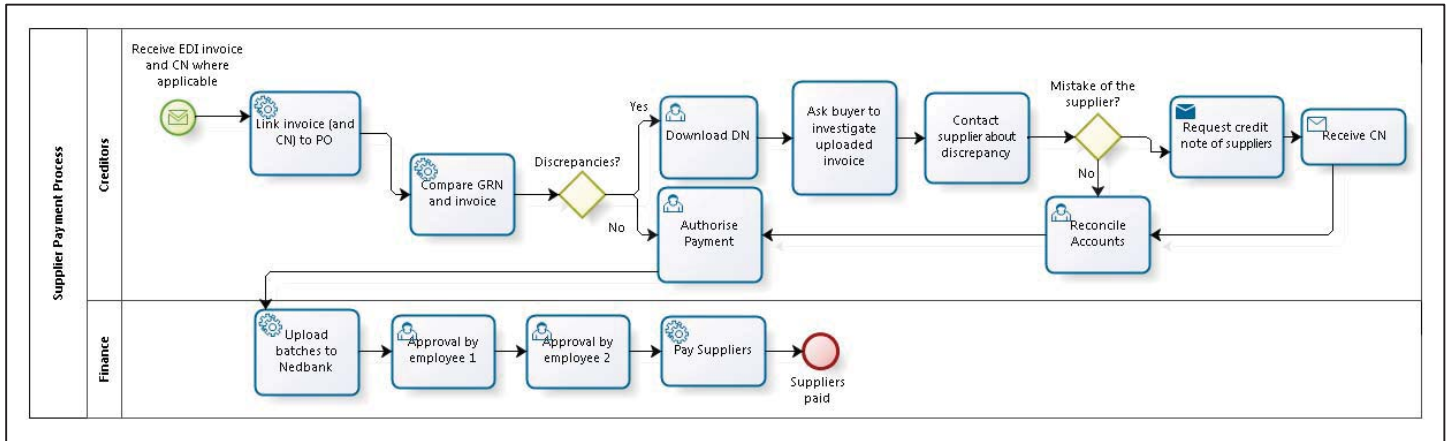 Supplier Payment Process
Creditors
Receive EDI invoice
and CN where
applicable
Link invoice (and
CN) to PO
Compare GRN
and invoice
Discrepancies?
Yes
No
Download DN
Ask buyer to
investigate
uploaded
invoice
Contact
supplier about
discrepancy
Mistake of the
supplier?
No
Request credit
note of suppliers
Receive CN
Reconcile
Accounts
Authorise
Payment
Finance
Upload
batches to
Nedbank
Approval by
employee 1
Approval by
employee 2
Pay Suppliers
Suppliers
paid